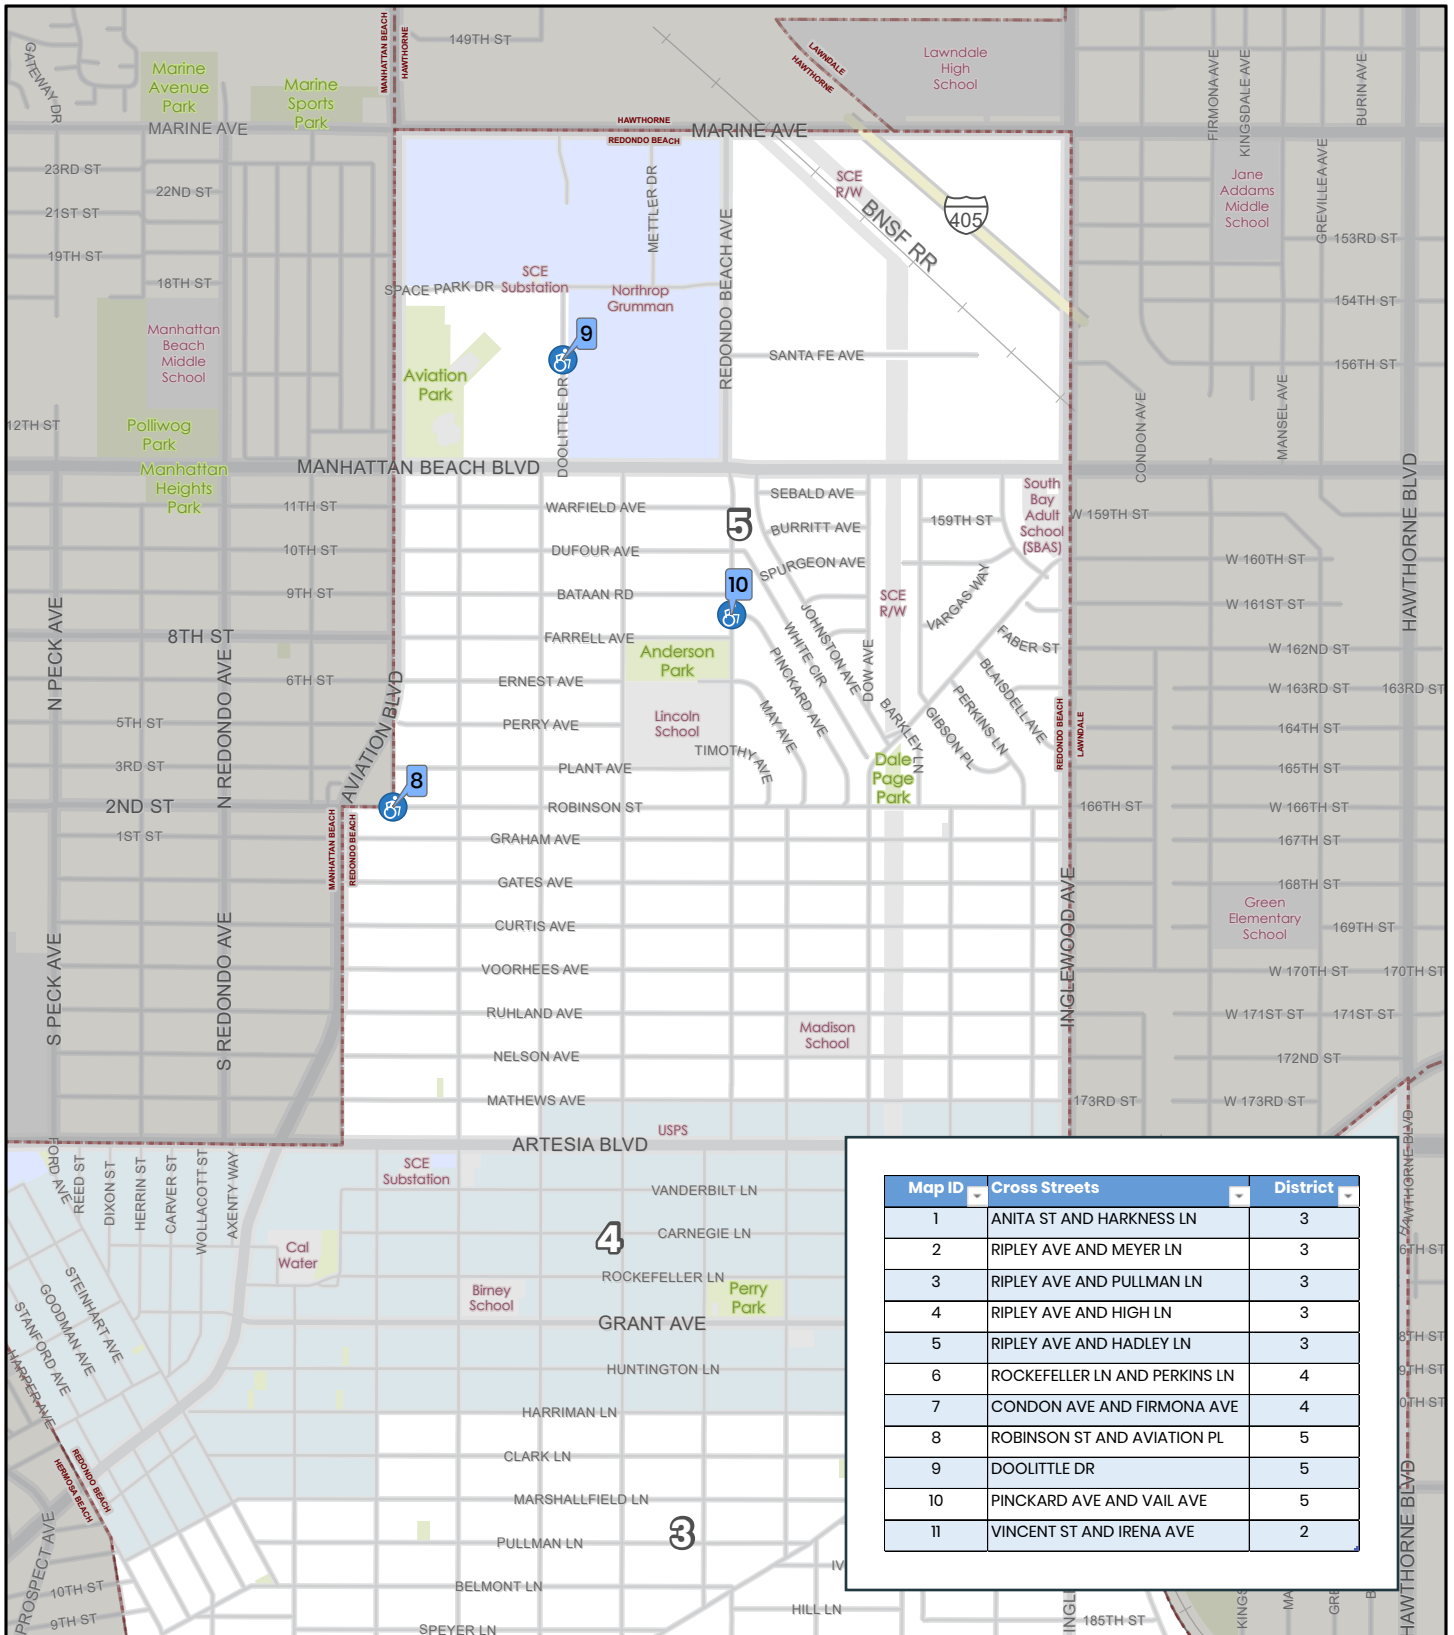 149TH ST
GATEWAY DR
Marine
Avenue
Park
Marine
Sports
Park
MANHATTAN BEACH
HAWTHORNE
LAWNDALE
HAWTHORNE
Lawndale
High
School
FIRMONA AVE
KINGSDALE AVE
BURIN AVE
MARINE AVE
HAWTHORNE
REDONDO BEACH
MARINE AVE
23RD ST
22ND ST
21ST ST
19TH ST
18TH ST
METTLER DR
REDONDO BEACH AVE
SCE
R/W
BNSF RR
405
Jane
Addams
Middle
School
GREVILLEA AVE
153RD ST
154TH ST
156TH ST
SPACE PARK DR
SCE
Substation
Northrop
Grumman
9
Manhattan
Beach
Middle
School
Aviation
Park
DOOLITTLE DR
SANTA FE AVE
CONDON AVE
MANSEL AVE
12TH ST
Polliwog
Park
MANHATTAN BEACH BLVD
Manhattan
Heights
Park
HAWTHORNE BLVD
11TH ST
10TH ST
9TH ST
8TH ST
6TH ST
5TH ST
3RD ST
2ND ST
1ST ST
N PECK AVE
N REDONDO AVE
AVIATION BLVD
WARFIELD AVE
DUFOUR AVE
BATAAN RD
FARRELL AVE
ERNEST AVE
PERRY AVE
PLANT AVE
ROBINSON ST
5
10
8
SEBALD AVE
BURRITT AVE
SPURGEON AVE
159TH ST
South
Bay
Adult
School
(SBAS)
W 159TH ST
W 160TH ST
W 161ST ST
W 162ND ST
W 163RD ST
163RD ST
164TH ST
165TH ST
166TH ST
W 166TH ST
167TH ST
168TH ST
SCE
R/W
VARGAS WAY
FABER ST
JOHNSTON AVE
WHITE CIR
PINCKARD AVE
DOW AVE
BLAISDELL AVE
PERKINS LN
GIBSON PL
BARKLEY LN
MAY AVE
TIMOTHY AVE
Anderson
Park
Lincoln
School
Dale
Page
Park
REDONDO BEACH
LAWNDALE
MANHATTAN BEACH
REDONDO BEACH
GRAHAM AVE
GATES AVE
CURTIS AVE
VOORHEES AVE
RUHLAND AVE
NELSON AVE
MATHEWS AVE
S PECK AVE
S REDONDO AVE
INGLEWOOD AVE
Madison
School
Green
Elementary
School
169TH ST
W 170TH ST
170TH ST
W 171ST ST
171ST ST
172ND ST
173RD ST
W 173RD ST
ARTESIA BLVD
USPS
SCE
Substation
FORD AVE
REED ST
DIXON ST
HERRIN ST
CARVER ST
WOLLACOTT ST
AXENTY WAY
VANDERBILT LN
4
CARNEGIE LN
Cal
Water
ROCKEFELLER LN
Birney
School
Perry
Park
GRANT AVE
HUNTINGTON LN
HARRIMAN LN
CLARK LN
MARSHALLFIELD LN
PULLMAN LN
3
BELMONT LN
SPEYER LN
HILL LN
185TH ST
STEINHART AVE
GOODMAN AVE
STANFORD AVE
HARPER AVE
REDONDO BEACH
HERMOSA BEACH
PROSPECT AVE
10TH ST
9TH ST
HAWTHORNE BLVD
HAWTHORNE BLVD
Map ID Cross Streets District
1 ANITA ST AND HARKNESS LN 3
2 RIPLEY AVE AND MEYER LN 3
3 RIPLEY AVE AND PULLMAN LN 3
4 RIPLEY AVE AND HIGH LN 3
5 RIPLEY AVE AND HADLEY LN 3
6 ROCKEFELLER LN AND PERKINS LN 4
7 CONDON AVE AND FIRMONA AVE 4
8 ROBINSON ST AND AVIATION PL 5
9 DOOLITTLE DR 5
10 PINCKARD AVE AND VAIL AVE 5
11 VINCENT ST AND IRENA AVE 2